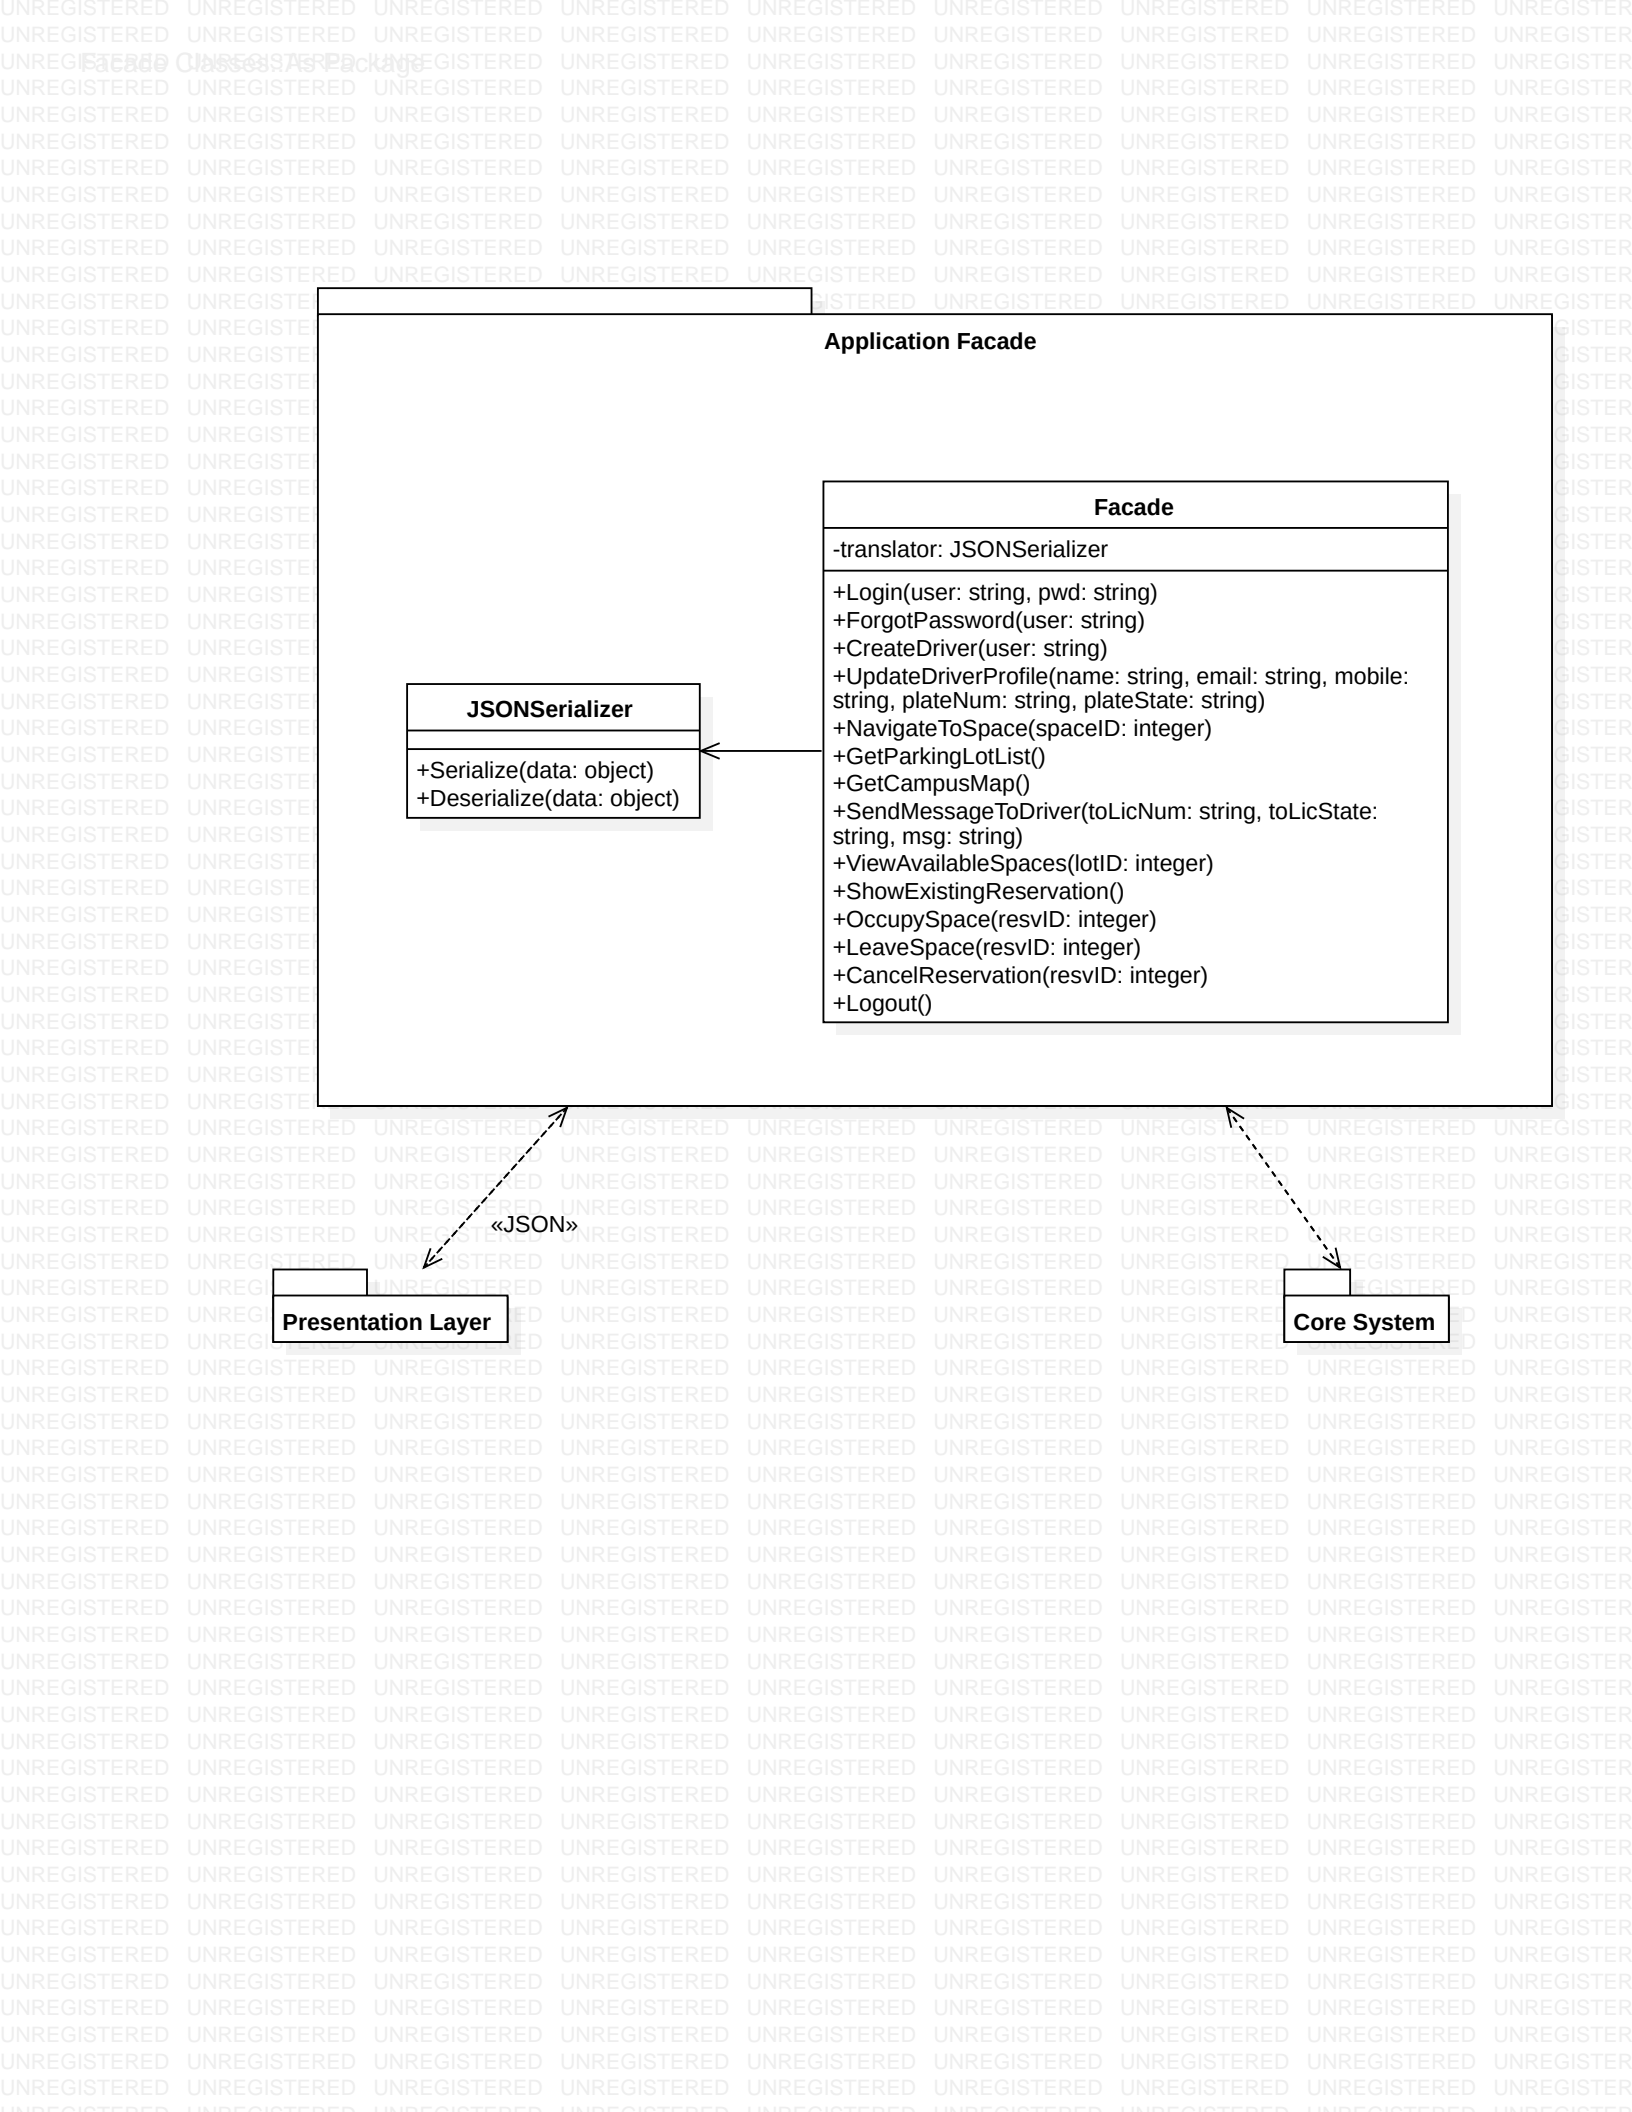 Facade Classes: As Package
Application Facade
Facade
-translator: JSONSerializer
+Login(user: string, pwd: string)
+ForgotPassword(user: string)
+CreateDriver(user: string)
+UpdateDriverProfile(name: string, email: string, mobile:
string, plateNum: string, plateState: string)
+NavigateToSpace(spaceID: integer)
+GetParkingLotList()
+GetCampusMap()
+SendMessageToDriver(toLicNum: string, toLicState:
string, msg: string)
+ViewAvailableSpaces(lotID: integer)
+ShowExistingReservation()
+OccupySpace(resvID: integer)
+LeaveSpace(resvID: integer)
+CancelReservation(resvID: integer)
+Logout()
JSONSerializer
+Serialize(data: object)
+Deserialize(data: object)
«JSON»
Presentation Layer
Core System
UNREGISTERED